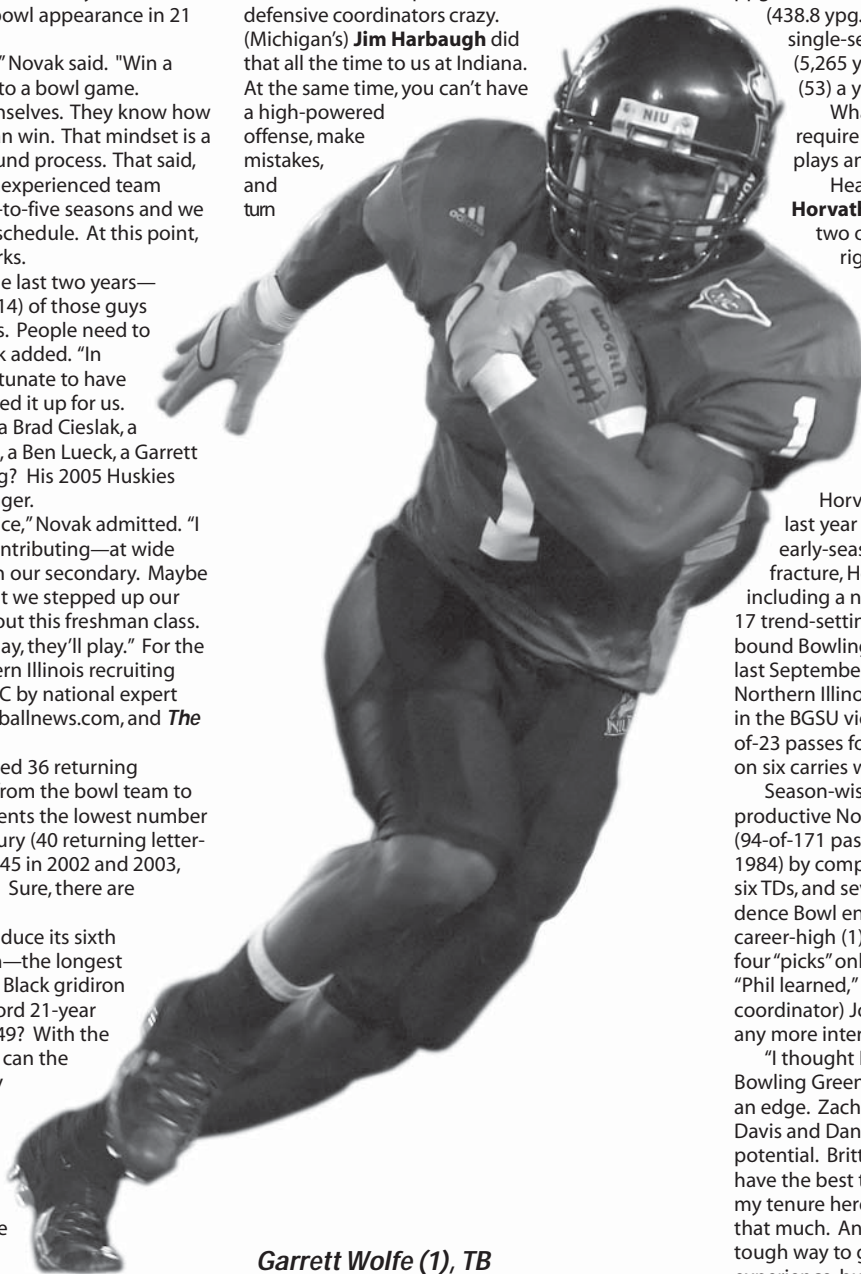 bowl appearance in 21
Novak said. "Win a
to a bowl game.
nselves. They know how
an win. That mindset is a
und process. That said,
experienced team
-to-five seasons and we
schedule. At this point,
rks.
e last two years—
14) of those guys
s. People need to
k added. "In
tunate to have
ed it up for us.
a Brad Cieslak, a
, a Ben Lueck, a Garrett
g? His 2005 Huskies
ger.
ce," Novak admitted. "I
ntributing—at wide
n our secondary. Maybe
t we stepped up our
out this freshman class.
ay, they'll play." For the
ern Illinois recruiting
C by national expert
ballnews.com, and The
ed 36 returning
from the bowl team to
ents the lowest number
ury (40 returning letter-
45 in 2002 and 2003,
Sure, there are
duce its sixth
n—the longest
Black gridiron
ord 21-year
49? With the
can the
e
defensive coordinators crazy.
(Michigan's) Jim Harbaugh did
that all the time to us at Indiana.
At the same time, you can't have
a high-powered
offense, make
mistakes,
and
turn
NIU
adidas
Wilson
1
1
NIU
Garrett Wolfe (1), TB
(438.8 ypg.
single-se
(5,265 y
(53) a y
Wha
require
plays an
Hea
Horvath
two o
rig
Horv
last year
early-seas
fracture, H
including a n
17 trend-settin
bound Bowling
last September
Northern Illinoi
in the BGSU vic
of-23 passes fo
on six carries w
Season-wis
productive No
(94-of-171 pas
1984) by comp
six TDs, and sev
dence Bowl en
career-high (1)
four "picks" onl
"Phil learned,"
coordinator) Jo
any more inter
"I thought
Bowling Green
an edge. Zach
Davis and Dan
potential. Britt
have the best t
my tenure here
that much. An
tough way to g